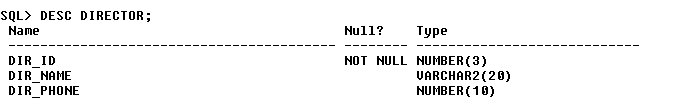 SQL> DESC DIRECTOR;
Name Null? Type
----------------------------------------- -------- ----------------------------
DIR_ID NOT NULL NUMBER(3)
DIR_NAME VARCHAR2(20)
DIR_PHONE NUMBER(10)